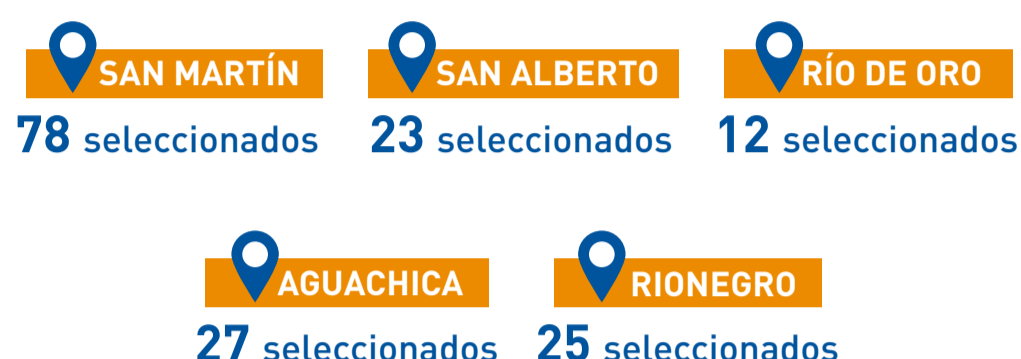 SAN MARTÍN SAN ALBERTO RÍO DE ORO
78 seleccionados 23 seleccionados 12 seleccionados
AGUACHICA RIONEGRO
27 seleccionados 25 seleccionados